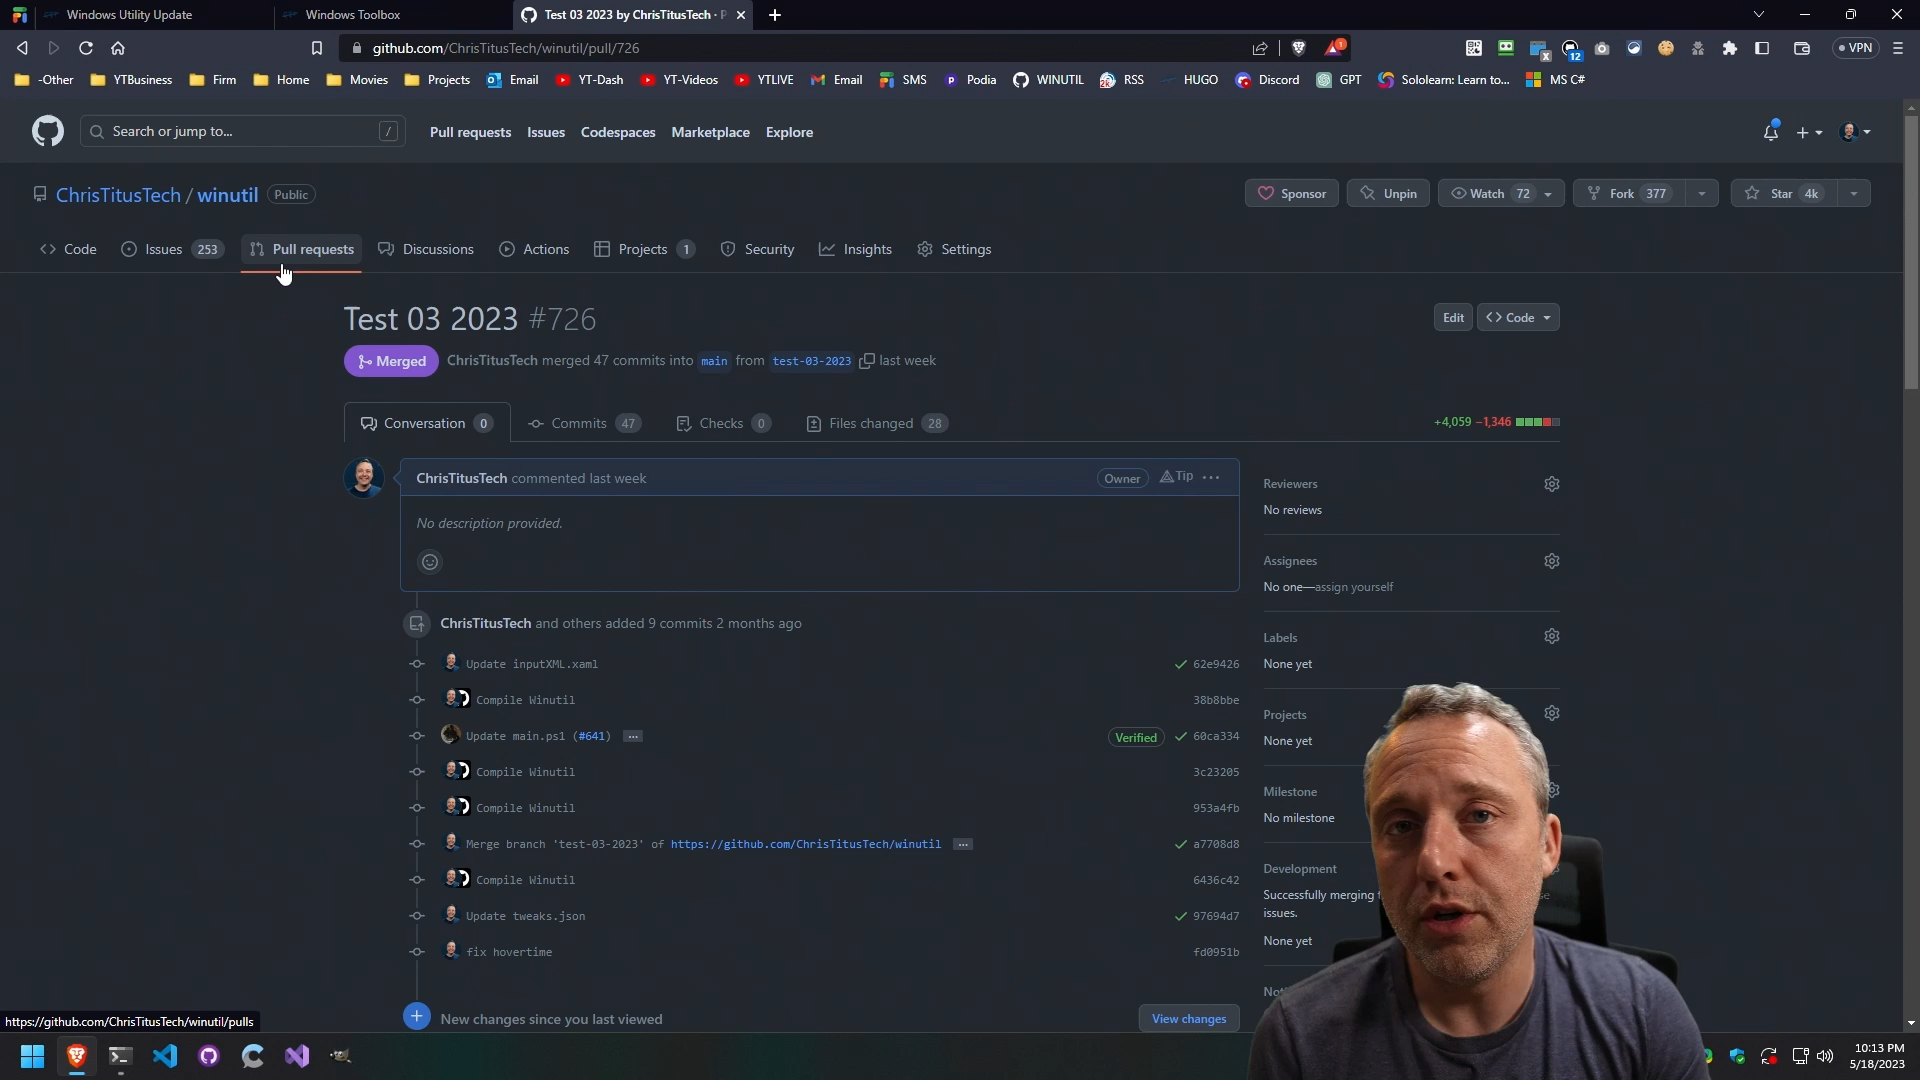 Windows Utility Update
Windows Toolbox
Test 03 2023 by ChrisTitusTech · P
github.com/ChrisTitusTech/winutil/pull/726
1
12
VPN
-Other
YTBusiness
Firm
Home
Movies
Projects
Email
YT-Dash
YT-Videos
YTLIVE
Email
SMS
Podia
WINUTIL
RSS
HUGO
Discord
GPT
Sololearn: Learn to...
MS C#
Search or jump to...
/
Pull requests
Issues
Codespaces
Marketplace
Explore
ChrisTitusTech / winutil
Public
Sponsor
Unpin
Watch 72
Fork 377
Star 4k
Code
Issues 253
Pull requests
Discussions
Actions
Projects 1
Security
Insights
Settings
Test 03 2023 #726
Edit
Code
Merged
ChrisTitusTech merged 47 commits into main from test-03-2023 last week
Conversation 0
Commits 47
Checks 0
Files changed 28
+4,059 −1,346
ChrisTitusTech commented last week
Owner
Tip
...
No description provided.
Reviewers
No reviews
Assignees
No one—assign yourself
Labels
None yet
Projects
None yet
Milestone
No milestone
Development
Successfully merging
issues.
None yet
ChrisTitusTech and others added 9 commits 2 months ago
Update inputXML.xaml
62e9426
Compile Winutil
38b8bbe
Update main.ps1 (#641) ...
Verified
60ca334
Compile Winutil
3c23205
Compile Winutil
953a4fb
Merge branch 'test-03-2023' of https://github.com/ChrisTitusTech/winutil ...
a7708d8
Compile Winutil
6436c42
Update tweaks.json
97694d7
fix hovertime
fd0951b
New changes since you last viewed
View changes
https://github.com/ChrisTitusTech/winutil/pulls
10:13 PM
5/18/2023